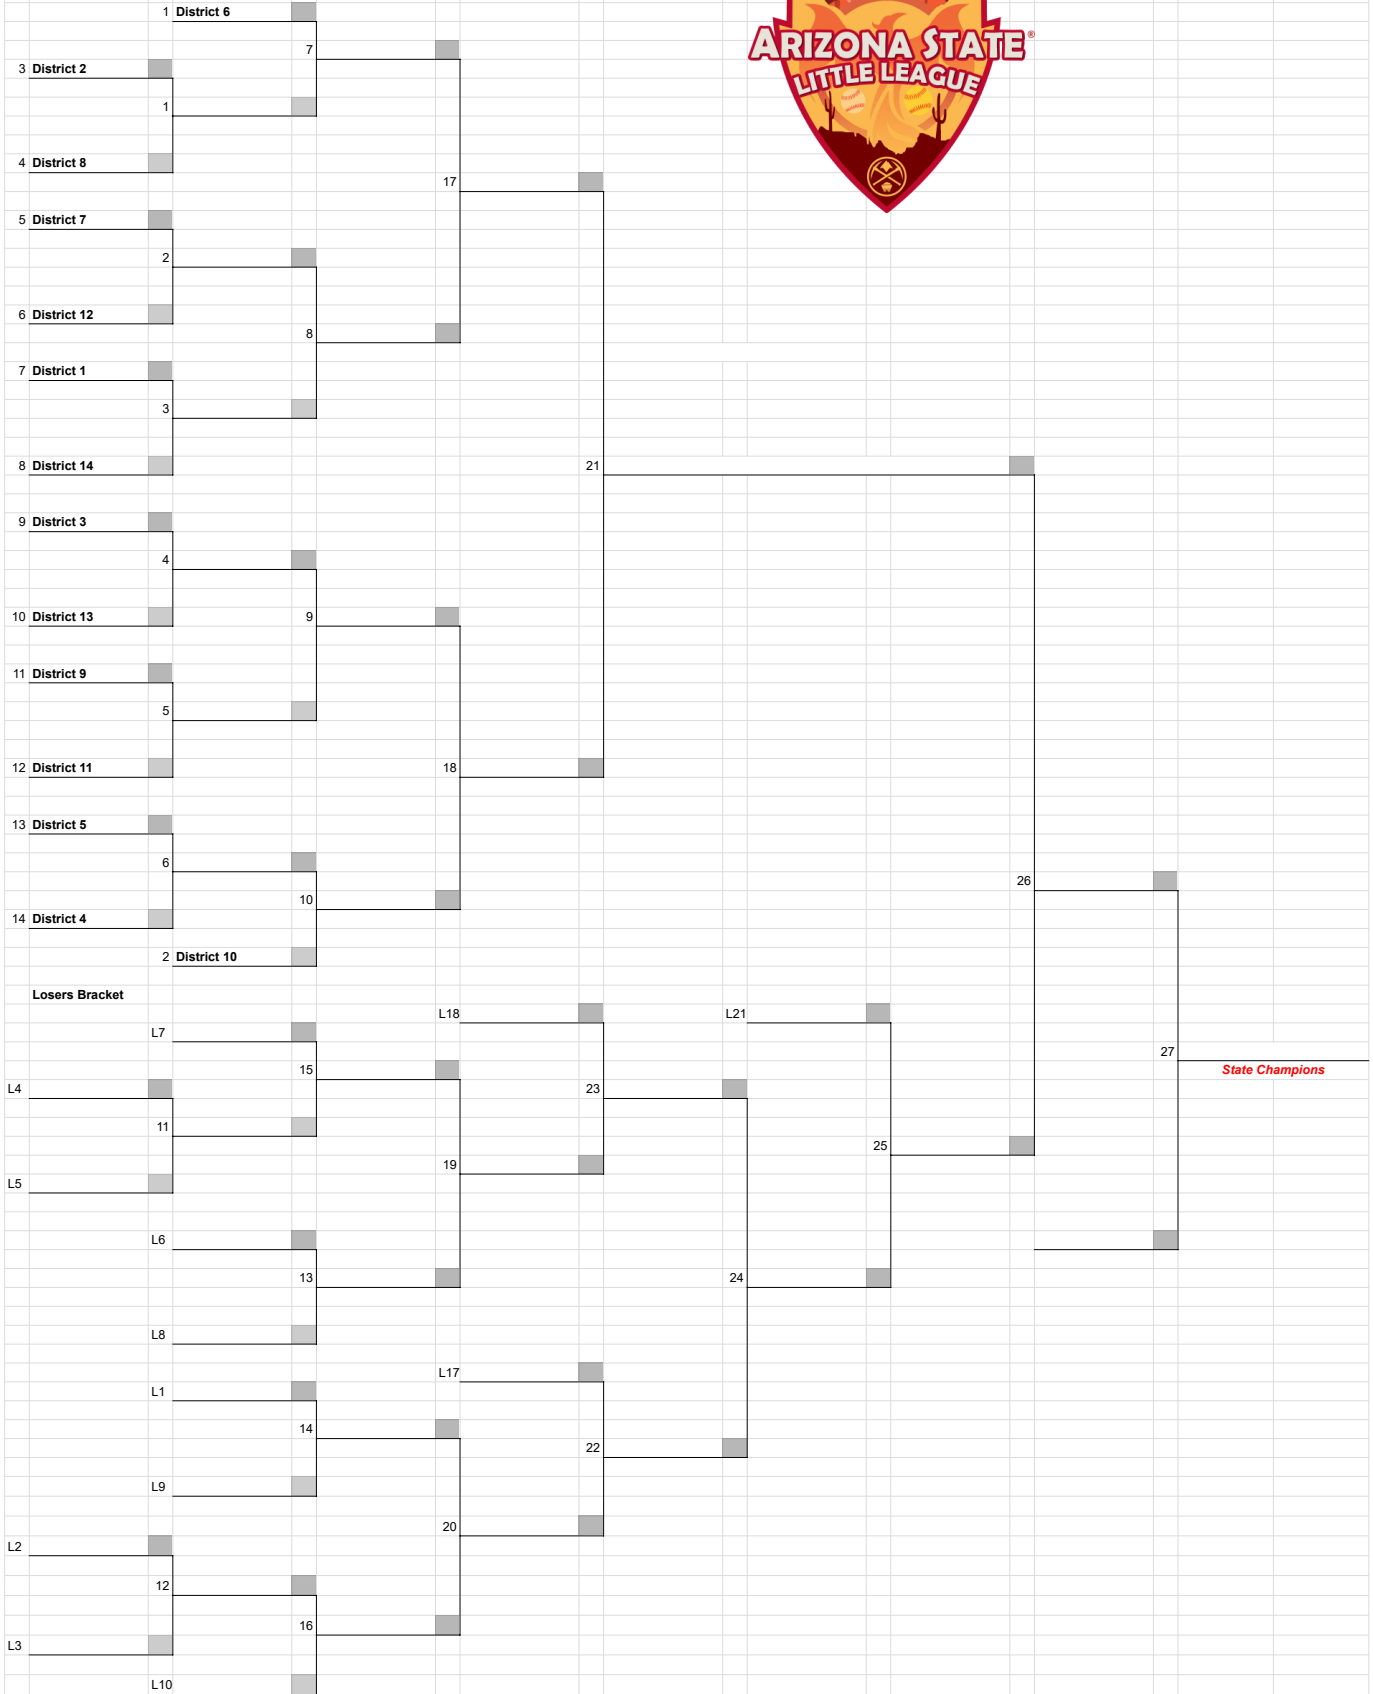 1 District 6
ARIZONA STATE®
7
3 District 2
LITTLE LEAGUE
1
4 District 8
17
5 District 7
2
6 District 12
8
7 District 1
3
8 District 14
21
9 District 3
4
10 District 13
9
11 District 9
5
12 District 11
18
13 District 5
6
26
10
14 District 4
2 District 10
Losers Bracket
L18
L21
L7
27
15
State Champions
L4
23
11
25
19
L5
L6
13
24
L8
L17
L1
14
22
L9
20
L2
12
16
L3
L10